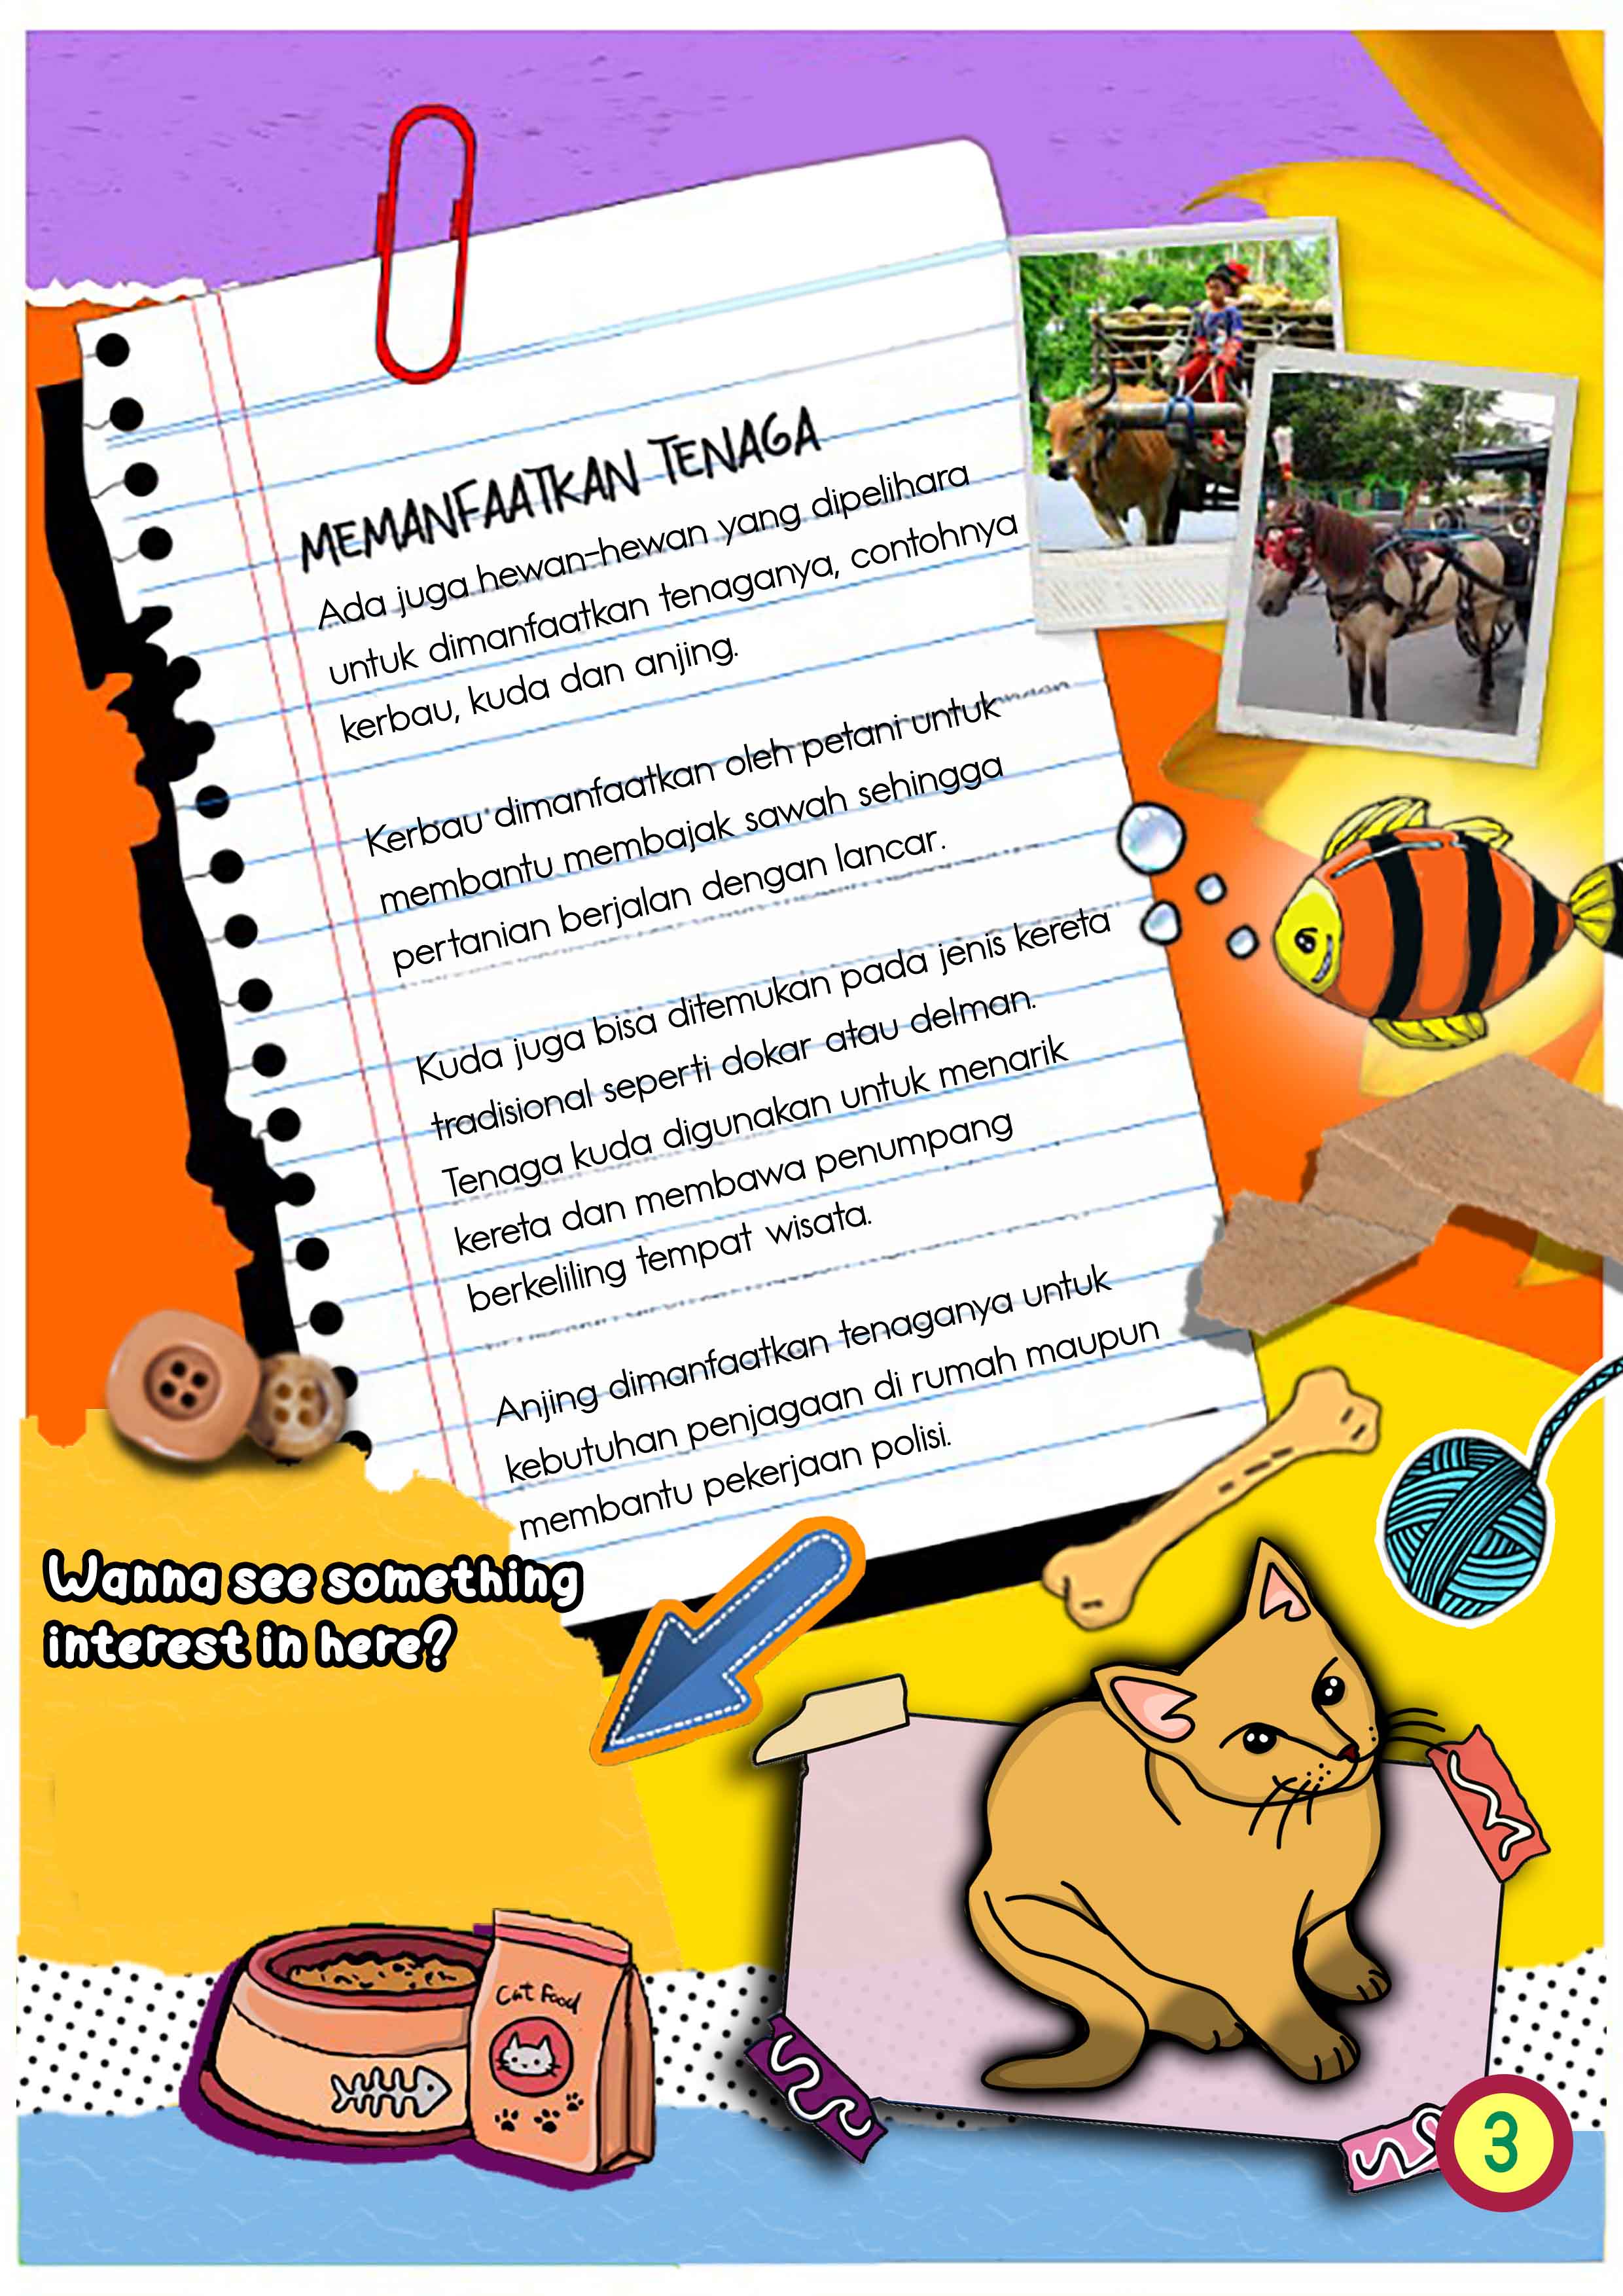 MEMANFAATKAN TENAGA
Ada juga hewan-hewan yang dipelihara
untuk dimanfaatkan tenaganya, contohnya
kerbau, kuda dan anjing.
Kerbau dimanfaatkan oleh petani untuk
membantu membajak sawah sehingga
pertanian berjalan dengan lancar.
Kuda juga bisa ditemukan pada jenis kereta
tradisional seperti dokar atau delman.
Tenaga kuda digunakan untuk menarik
kereta dan membawa penumpang
berkeliling tempat wisata.
Anjing dimanfaatkan tenaganya untuk
kebutuhan penjagaan di rumah maupun
membantu pekerjaan polisi.
Wanna see something
interest in here?
Cat Food
3